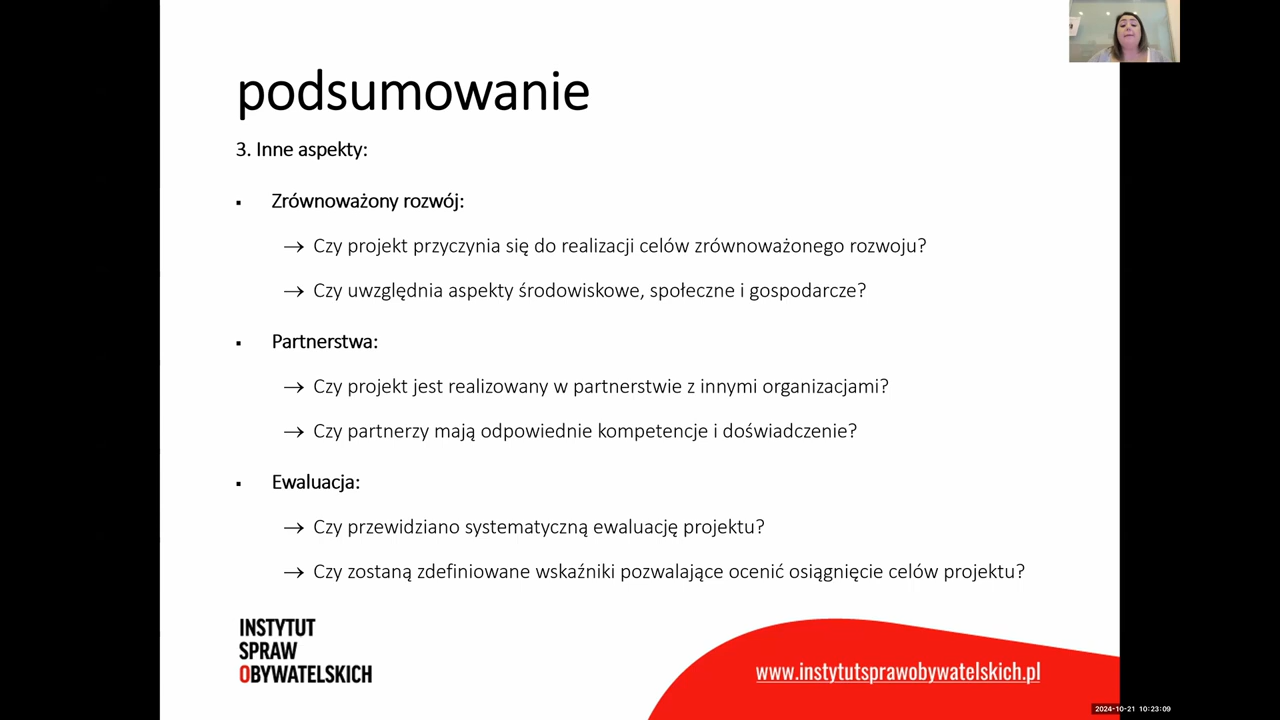 podsumowanie
3. Inne aspekty:
▪ Zrównoważony rozwój:
→ Czy projekt przyczynia się do realizacji celów zrównoważonego rozwoju?
→ Czy uwzględnia aspekty środowiskowe, społeczne i gospodarcze?
▪ Partnerstwa:
→ Czy projekt jest realizowany w partnerstwie z innymi organizacjami?
→ Czy partnerzy mają odpowiednie kompetencje i doświadczenie?
▪ Ewaluacja:
→ Czy przewidziano systematyczną ewaluację projektu?
→ Czy zostaną zdefiniowane wskaźniki pozwalające ocenić osiągnięcie celów projektu?
INSTYTUT
SPRAW
OBYWATELSKICH
www.instytutsprawobywatelskich.pl
2024-10-21 10:23:09